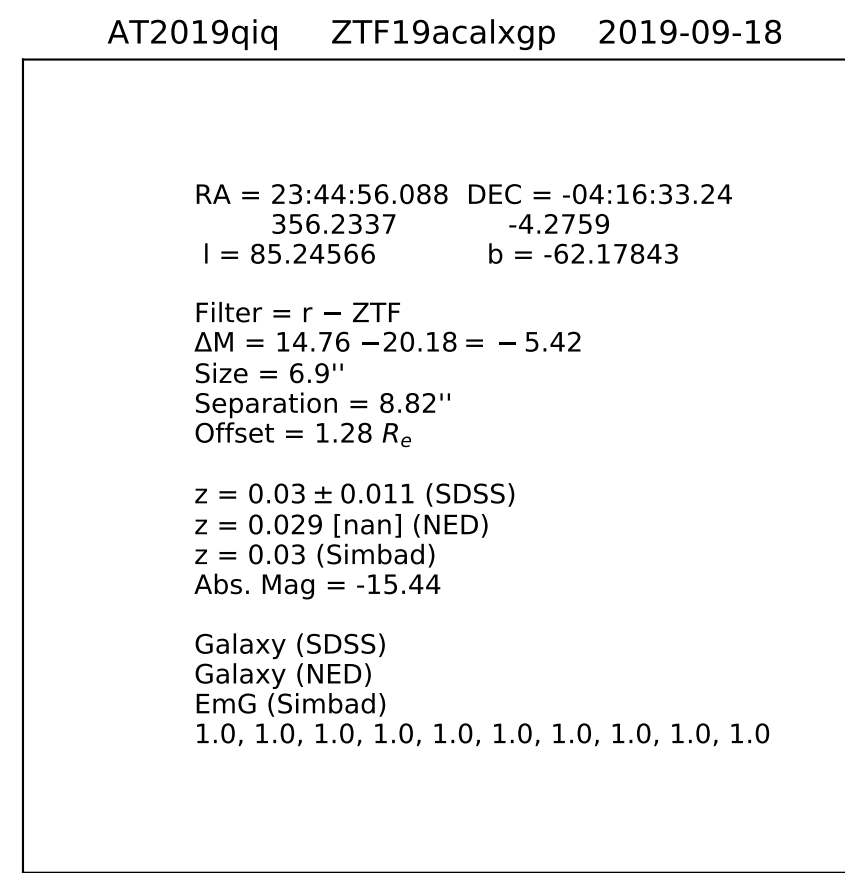 AT2019qiq ZTF19acalxgp 2019-09-18
RA = 23:44:56.088 DEC = -04:16:33.24
356.2337 -4.2759
l = 85.24566 b = -62.17843
Filter = r − ZTF
ΔM = 14.76 −20.18 = − 5.42
Size = 6.9''
Separation = 8.82''
Offset = 1.28 Re
z = 0.03 ± 0.011 (SDSS)
z = 0.029 [nan] (NED)
z = 0.03 (Simbad)
Abs. Mag = -15.44
Galaxy (SDSS)
Galaxy (NED)
EmG (Simbad)
1.0, 1.0, 1.0, 1.0, 1.0, 1.0, 1.0, 1.0, 1.0, 1.0